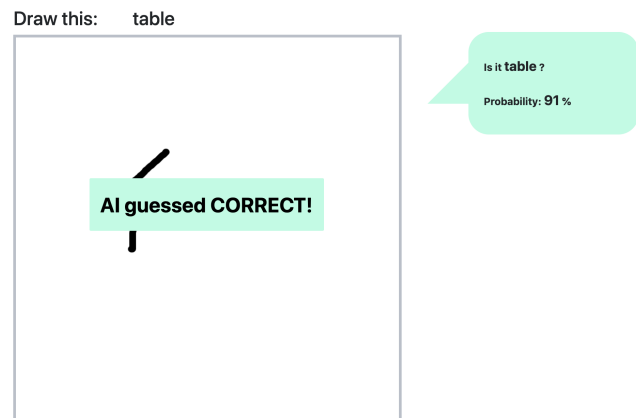 Draw this: table
Is it table ?
Probability: 91 %
AI guessed CORRECT!